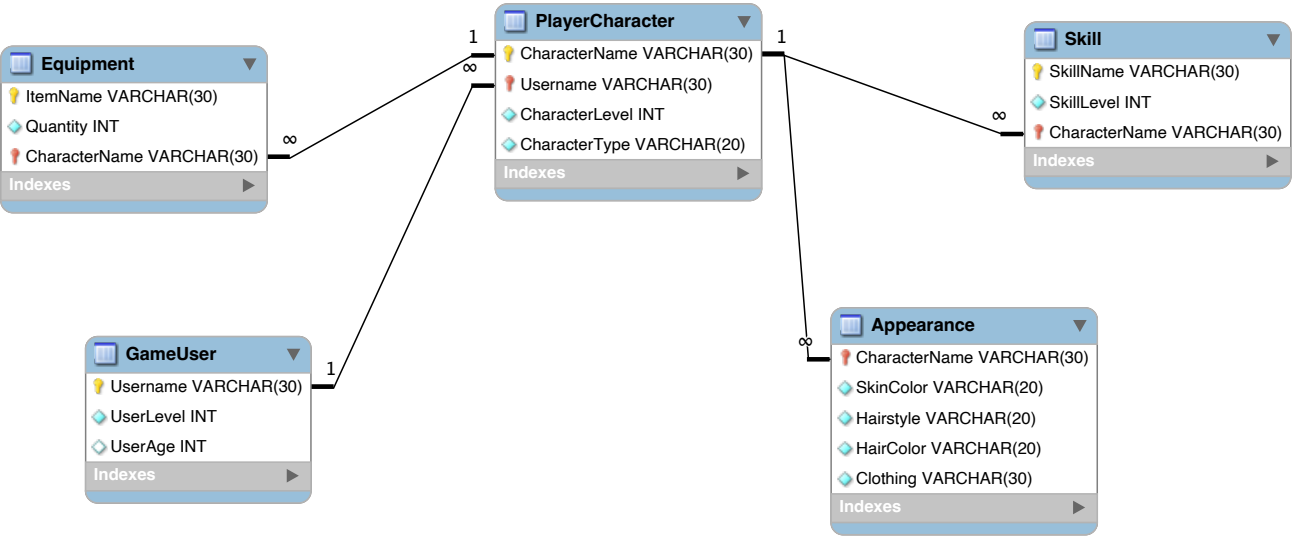 PlayerCharacter
CharacterName VARCHAR(30)
Username VARCHAR(30)
CharacterLevel INT
CharacterType VARCHAR(20)
Indexes
1
∞
1
Equipment
ItemName VARCHAR(30)
Quantity INT
CharacterName VARCHAR(30)
Indexes
∞
Skill
SkillName VARCHAR(30)
SkillLevel INT
CharacterName VARCHAR(30)
Indexes
∞
GameUser
Username VARCHAR(30)
UserLevel INT
UserAge INT
Indexes
1
Appearance
CharacterName VARCHAR(30)
SkinColor VARCHAR(20)
Hairstyle VARCHAR(20)
HairColor VARCHAR(20)
Clothing VARCHAR(30)
Indexes
∞